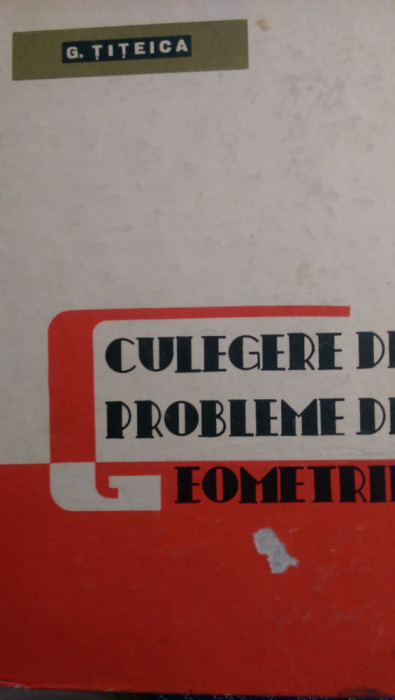 G. ȚIȚEICA
CULEGERE DE
PROBLEME DE
GEOMETRIE